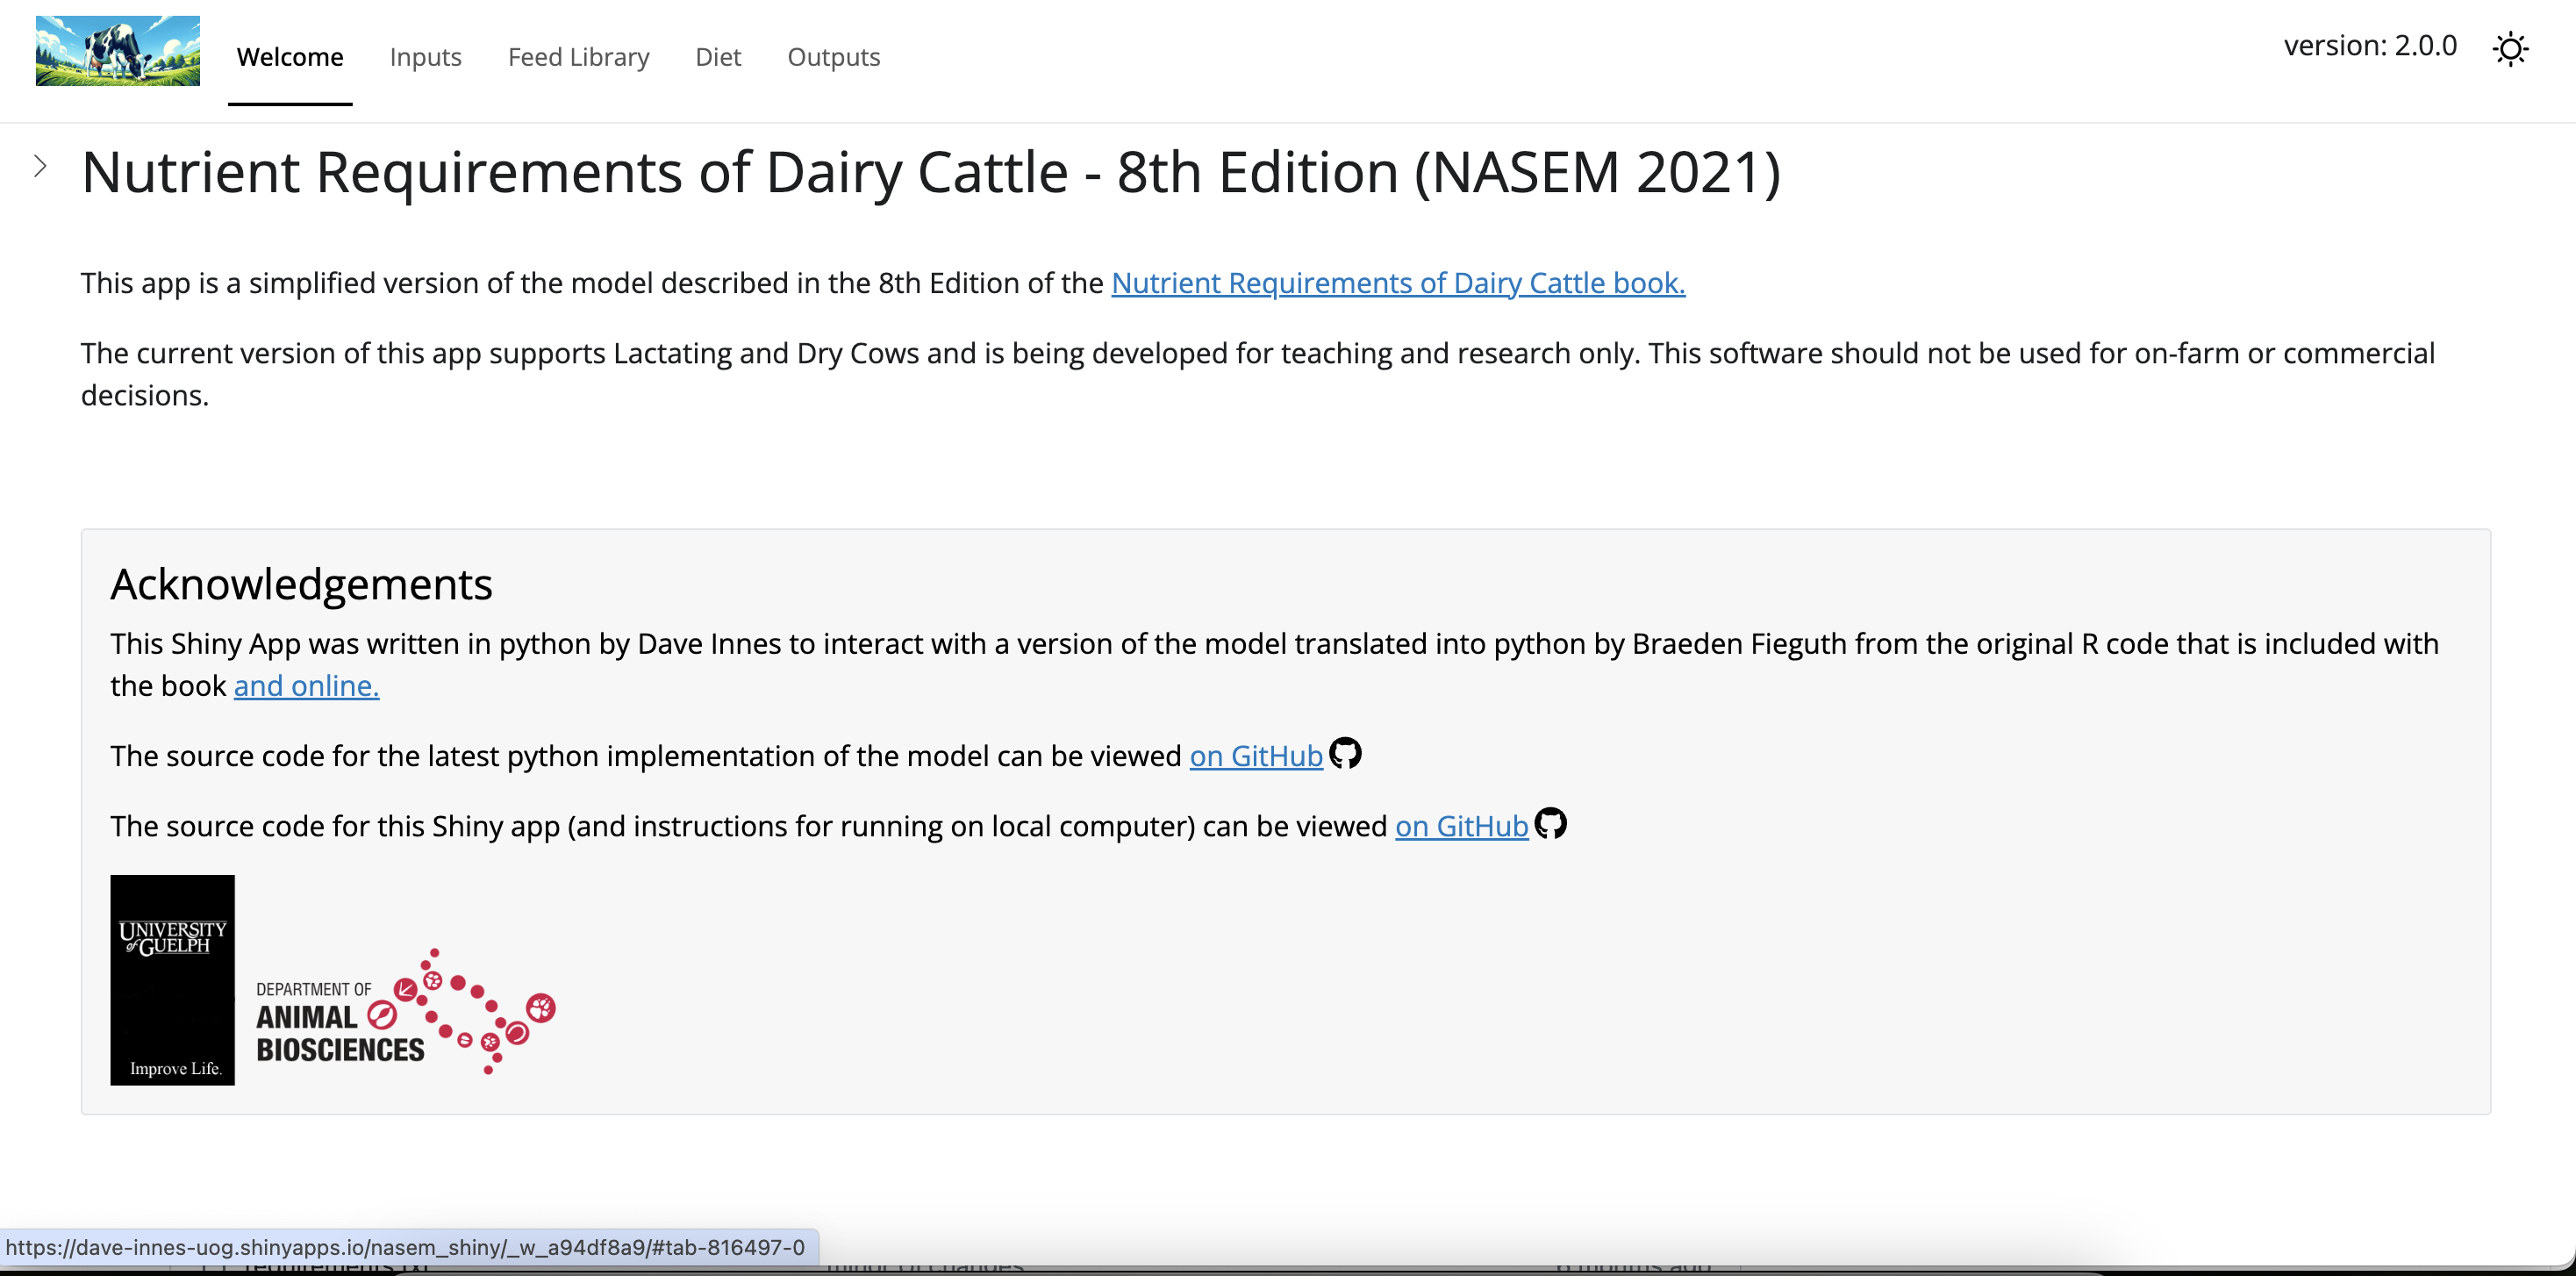 Welcome Inputs Feed Library Diet Outputs version: 2.0.0
Nutrient Requirements of Dairy Cattle - 8th Edition (NASEM 2021)
This app is a simplified version of the model described in the 8th Edition of the Nutrient Requirements of Dairy Cattle book.
The current version of this app supports Lactating and Dry Cows and is being developed for teaching and research only. This software should not be used for on-farm or commercial
decisions.
Acknowledgements
This Shiny App was written in python by Dave Innes to interact with a version of the model translated into python by Braeden Fieguth from the original R code that is included with
the book and online.
The source code for the latest python implementation of the model can be viewed on GitHub
The source code for this Shiny app (and instructions for running on local computer) can be viewed on GitHub
UNIVERSITY
of GUELPH
Improve Life.
DEPARTMENT OF
ANIMAL
BIOSCIENCES
https://dave-innes-uog.shinyapps.io/nasem_shiny/_w_a94df8a9/#tab-816497-0